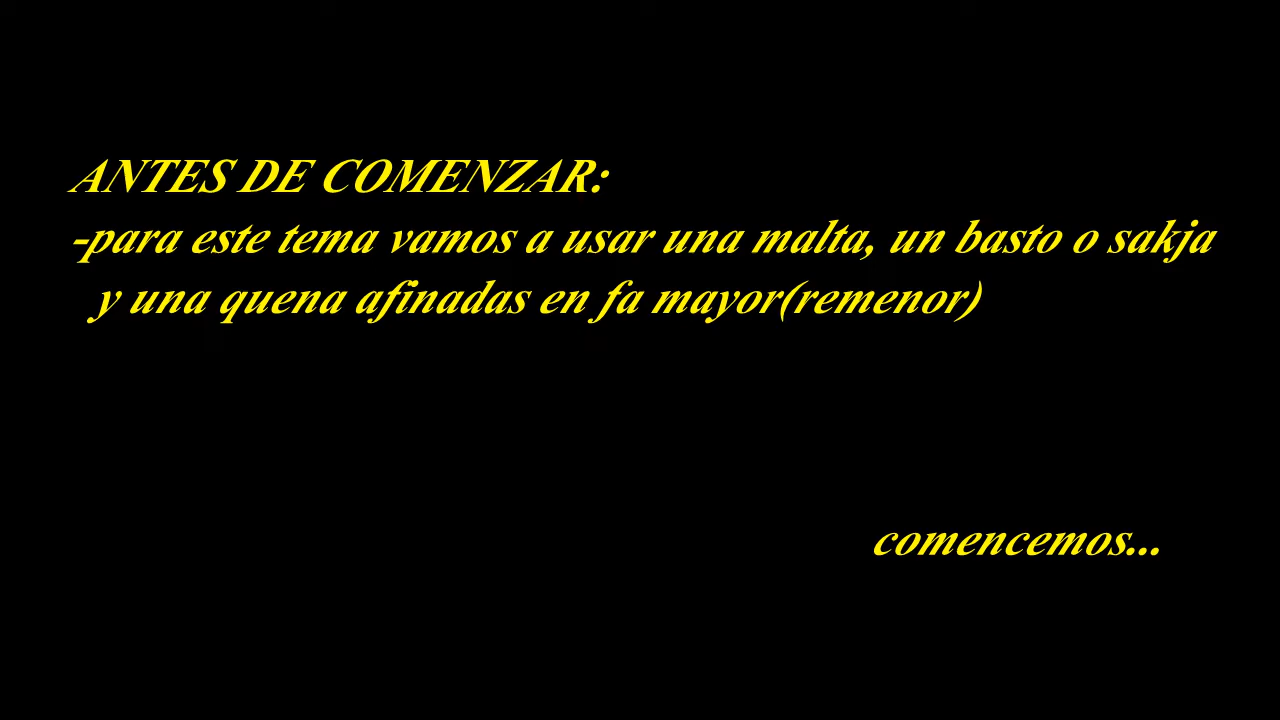 ANTES DE COMENZAR:
-para este tema vamos a usar una malta, un basto o sakja
y una quena afinadas en fa mayor(remenor)
comencemos...